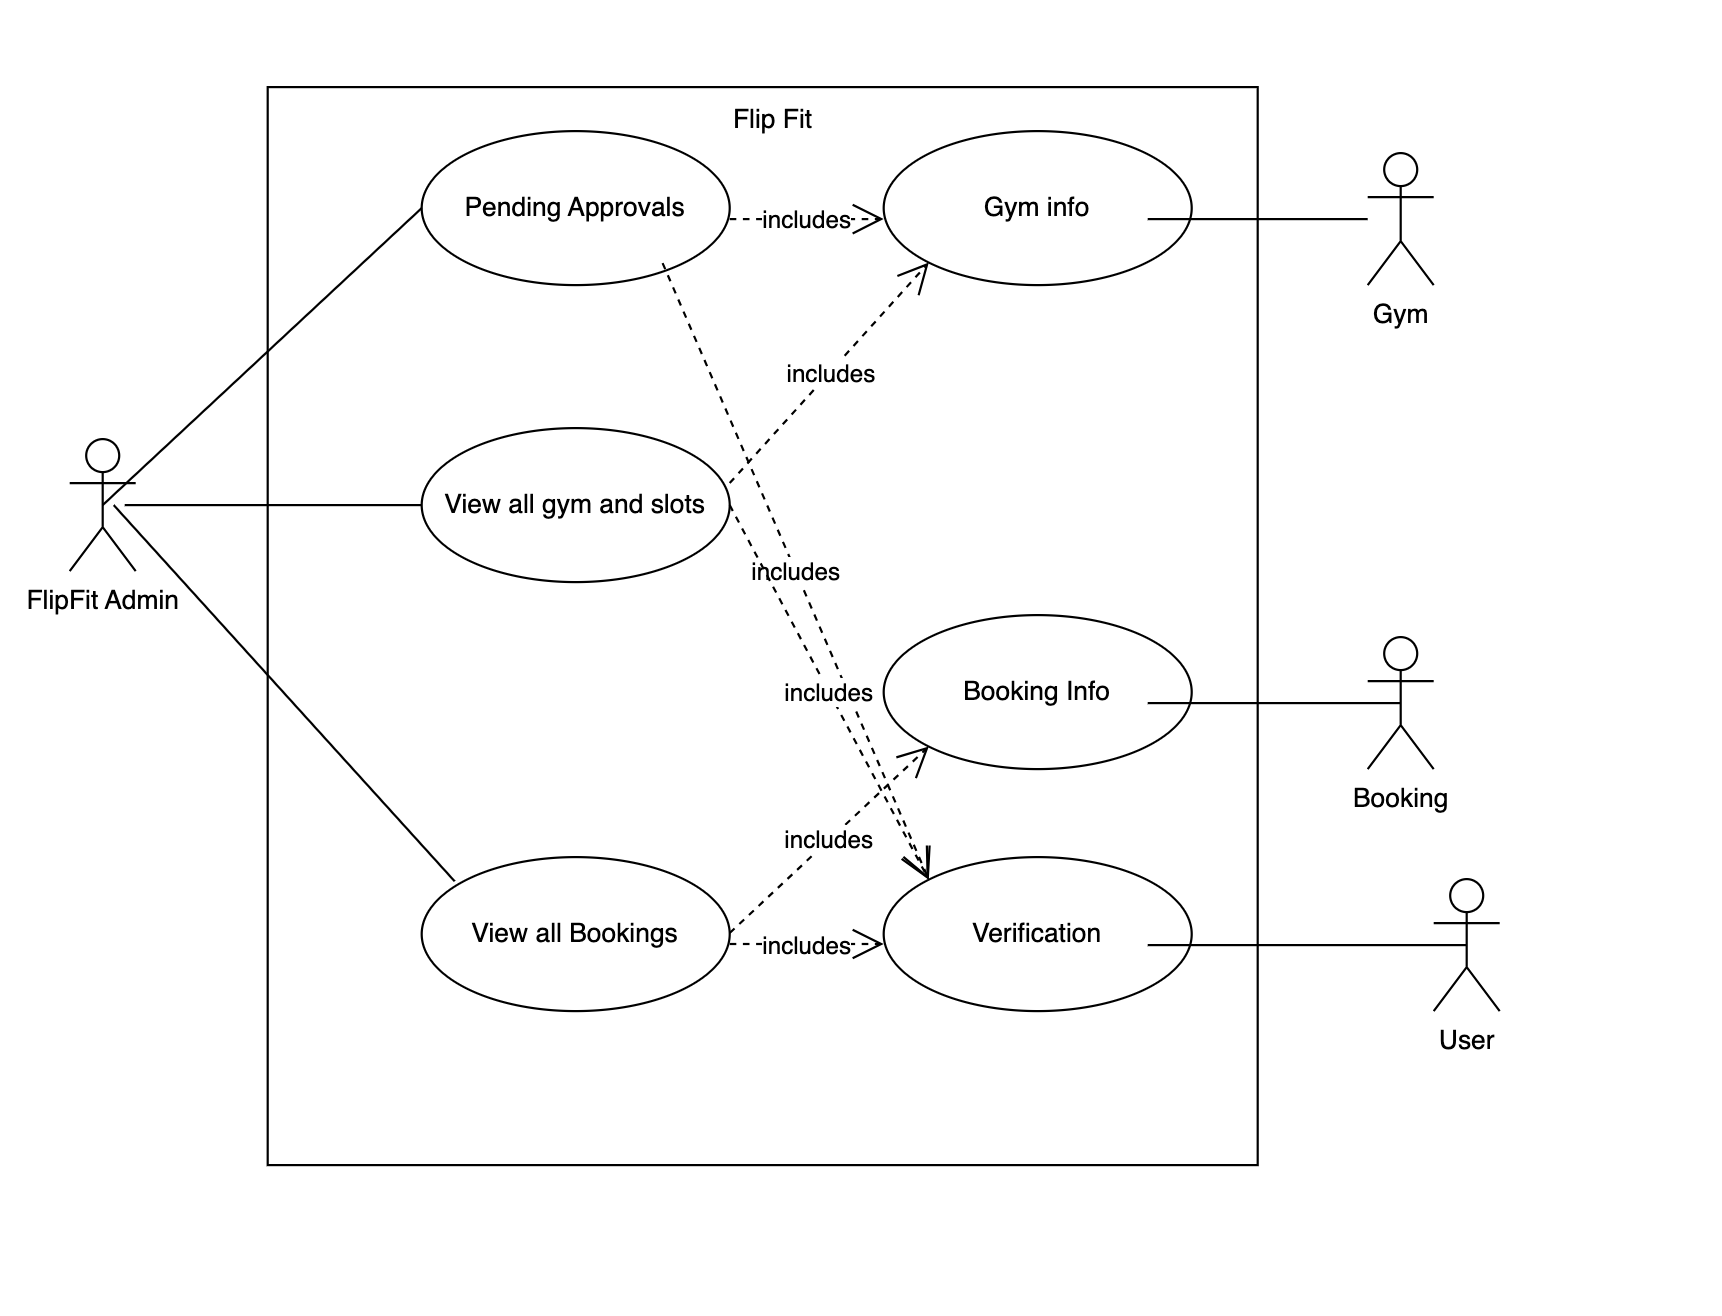 Flip Fit
Pending Approvals
includes
Gym info
Gym
includes
View all gym and slots
FlipFit Admin
includes
includes
Booking Info
Booking
includes
View all Bookings
includes
Verification
User